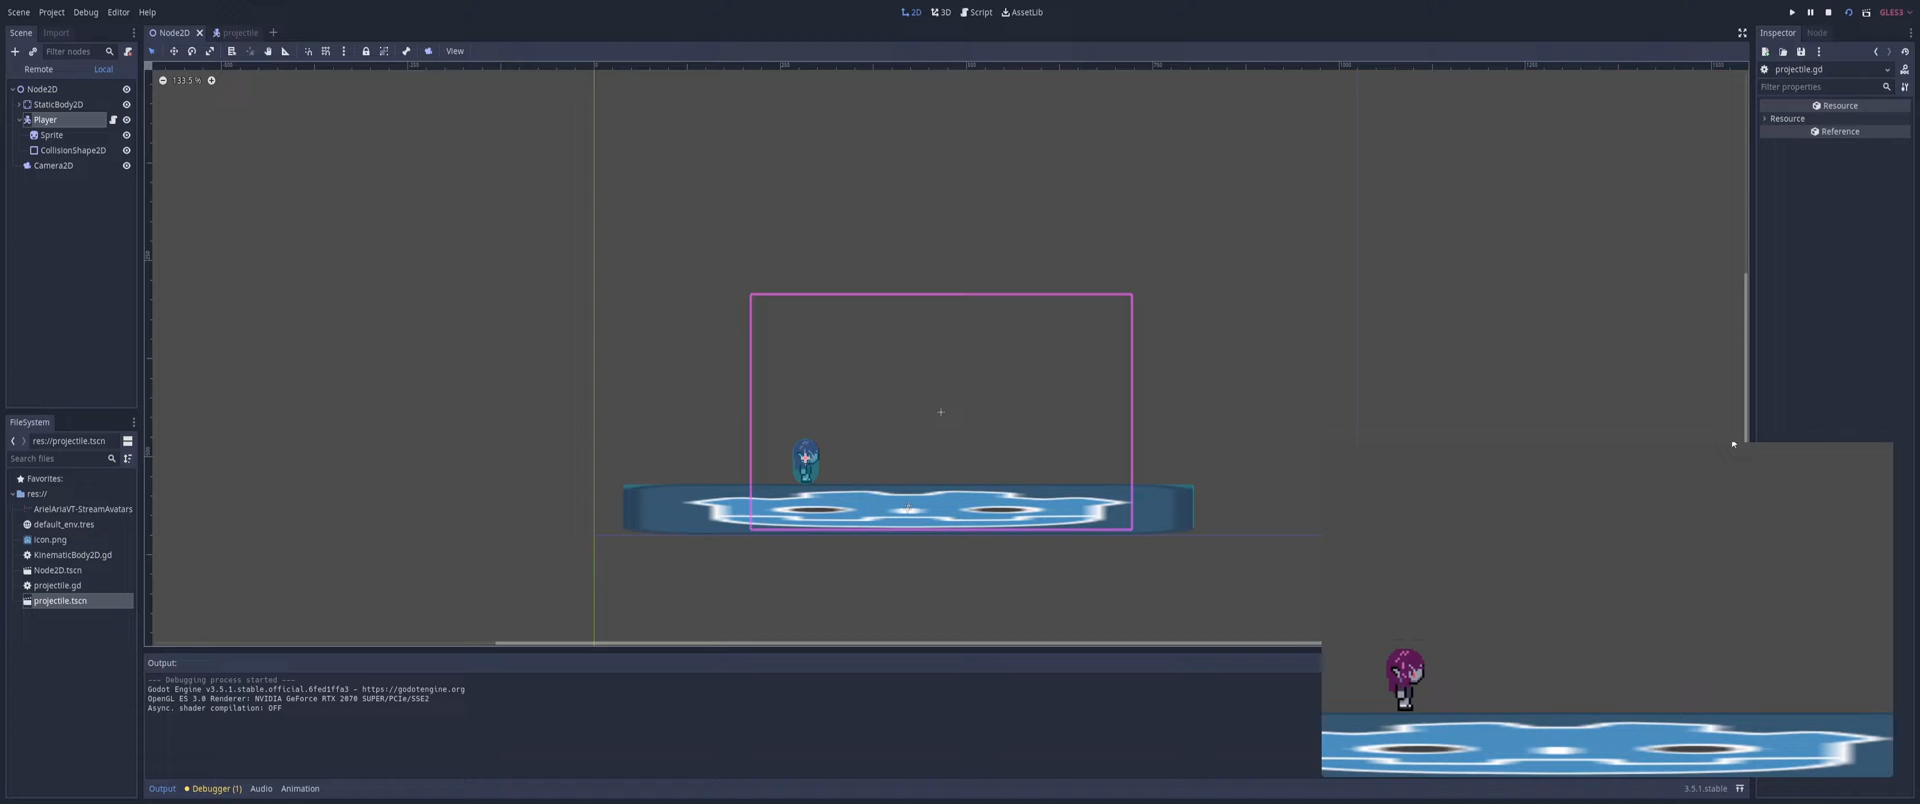 Scene Project Debug Editor Help
2D 3D Script AssetLib
GLES3
Scene Import
Node2D projectile
Inspector Node
Filter nodes
View
Remote Local
projectile.gd
133.5 %
Filter properties
Node2D
StaticBody2D
Player
Sprite
CollisionShape2D
Camera2D
Resource
Resource
Reference
FileSystem
res://projectile.tscn
Search files
Favorites:
res://
ArielAriaVT-StreamAvatars
default_env.tres
icon.png
KinematicBody2D.gd
Node2D.tscn
projectile.gd
projectile.tscn
Output:
--- Debugging process started ---
Godot Engine v3.5.1.stable.official.6fed1ffa3 - https://godotengine.org
OpenGL ES 3.0 Renderer: NVIDIA GeForce RTX 2070 SUPER/PCIe/SSE2
Async. shader compilation: OFF
Output Debugger (1) Audio Animation
3.5.1.stable